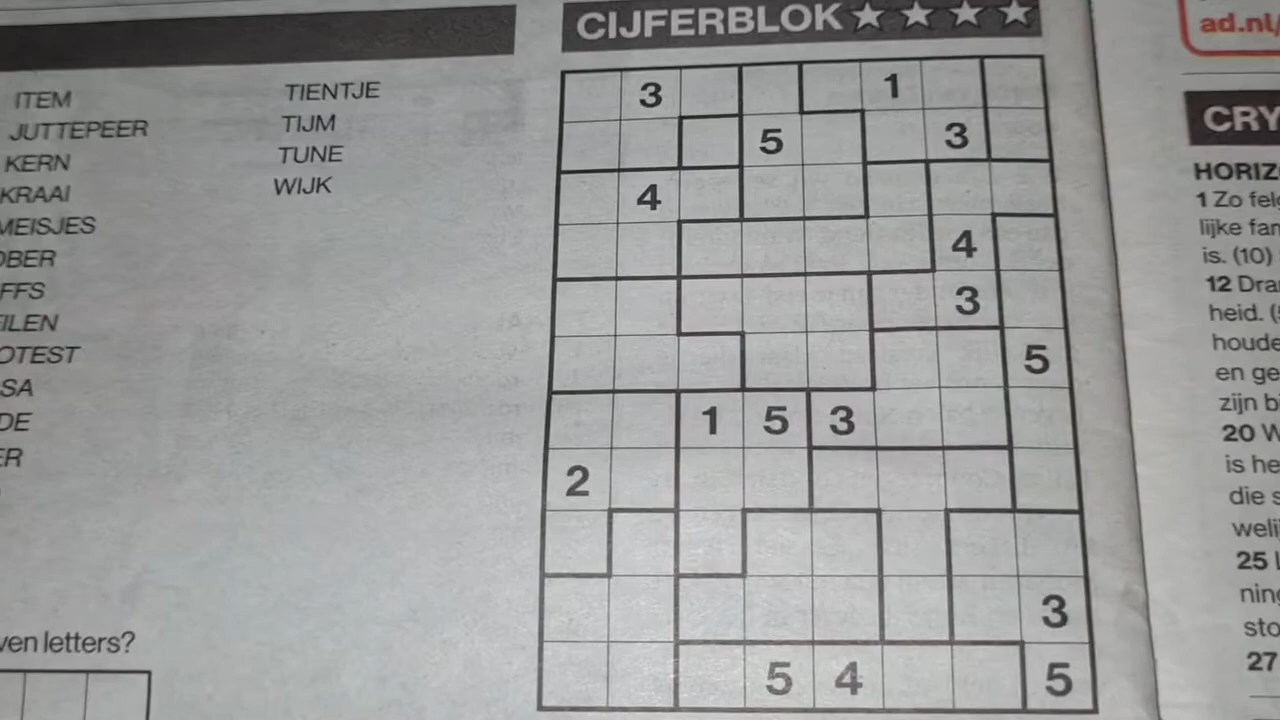 CIJFERBLOK ★ ★ ★ ★
ITEM
JUTTEPEER
KERN
KRAAI
MEISJES
OBER
FFS
EILEN
OTEST
SA
DE
ER
TIENTJE
TIJM
TUNE
WIJK
ven letters?
3 1
5 3
4
4
3
5
1 5 3
2
3
5 4 5
ad.nl/
CRY
HORIZ
1 Zo fel
lijke fan
is. (10)
12 Dra
herd. (
houde
en ge
zijn bi
20 W
is he
die s
weli
25
ning
sto
27